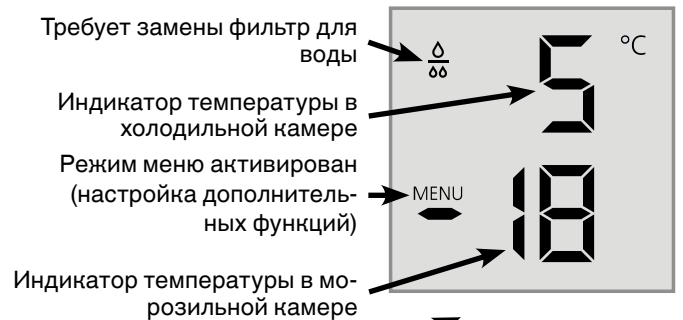 Требует замены фильтр для
воды
°C
5
Индикатор температуры в
холодильной камере
Режим меню активирован
(настройка дополнитель-
ных функций)
MENU
-18
Индикатор температуры в мо-
розильной камере